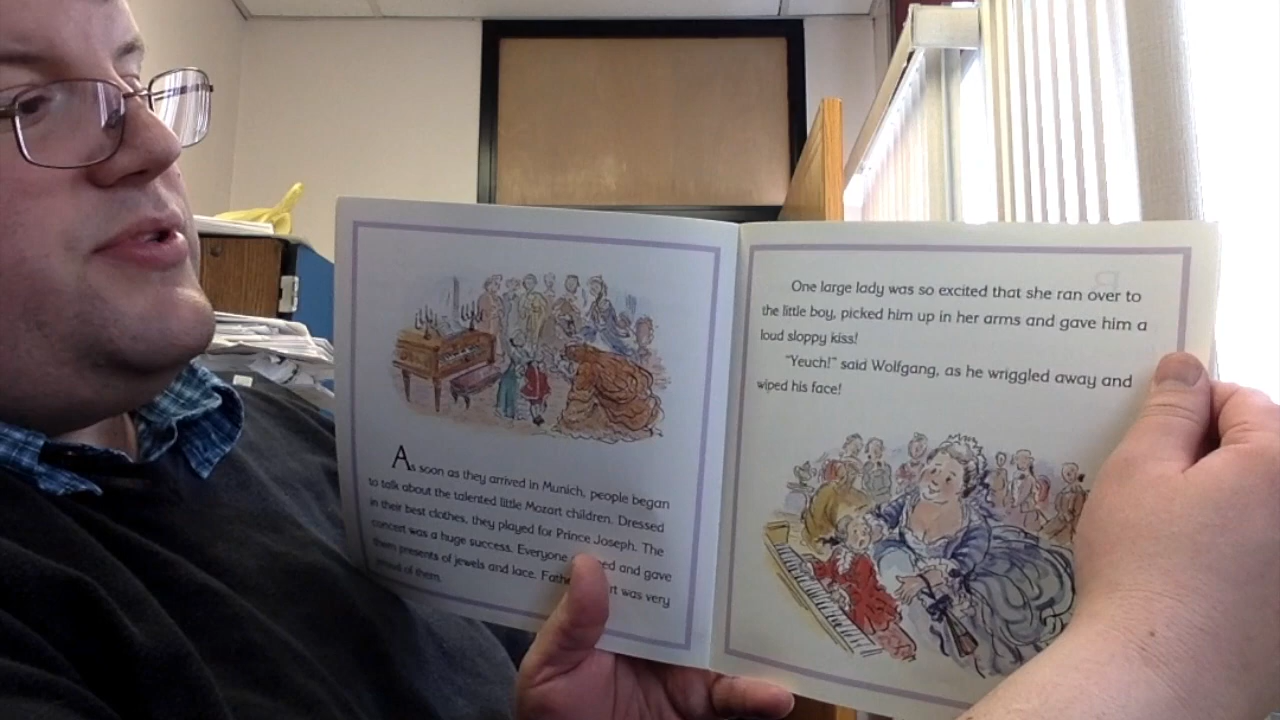 As soon as they arrived in Munich, people began
to talk about the talented little Mozart children. Dressed
in their best clothes, they played for Prince Joseph. The
concert was a huge success. Everyone and gave
them presents of jewels and lace. was very
proud of them.
One large lady was so excited that she ran over to
the little boy, picked him up in her arms and gave him a
loud sloppy kiss!
"Yeuch!" said Wolfgang, as he wriggled away and
wiped his face!